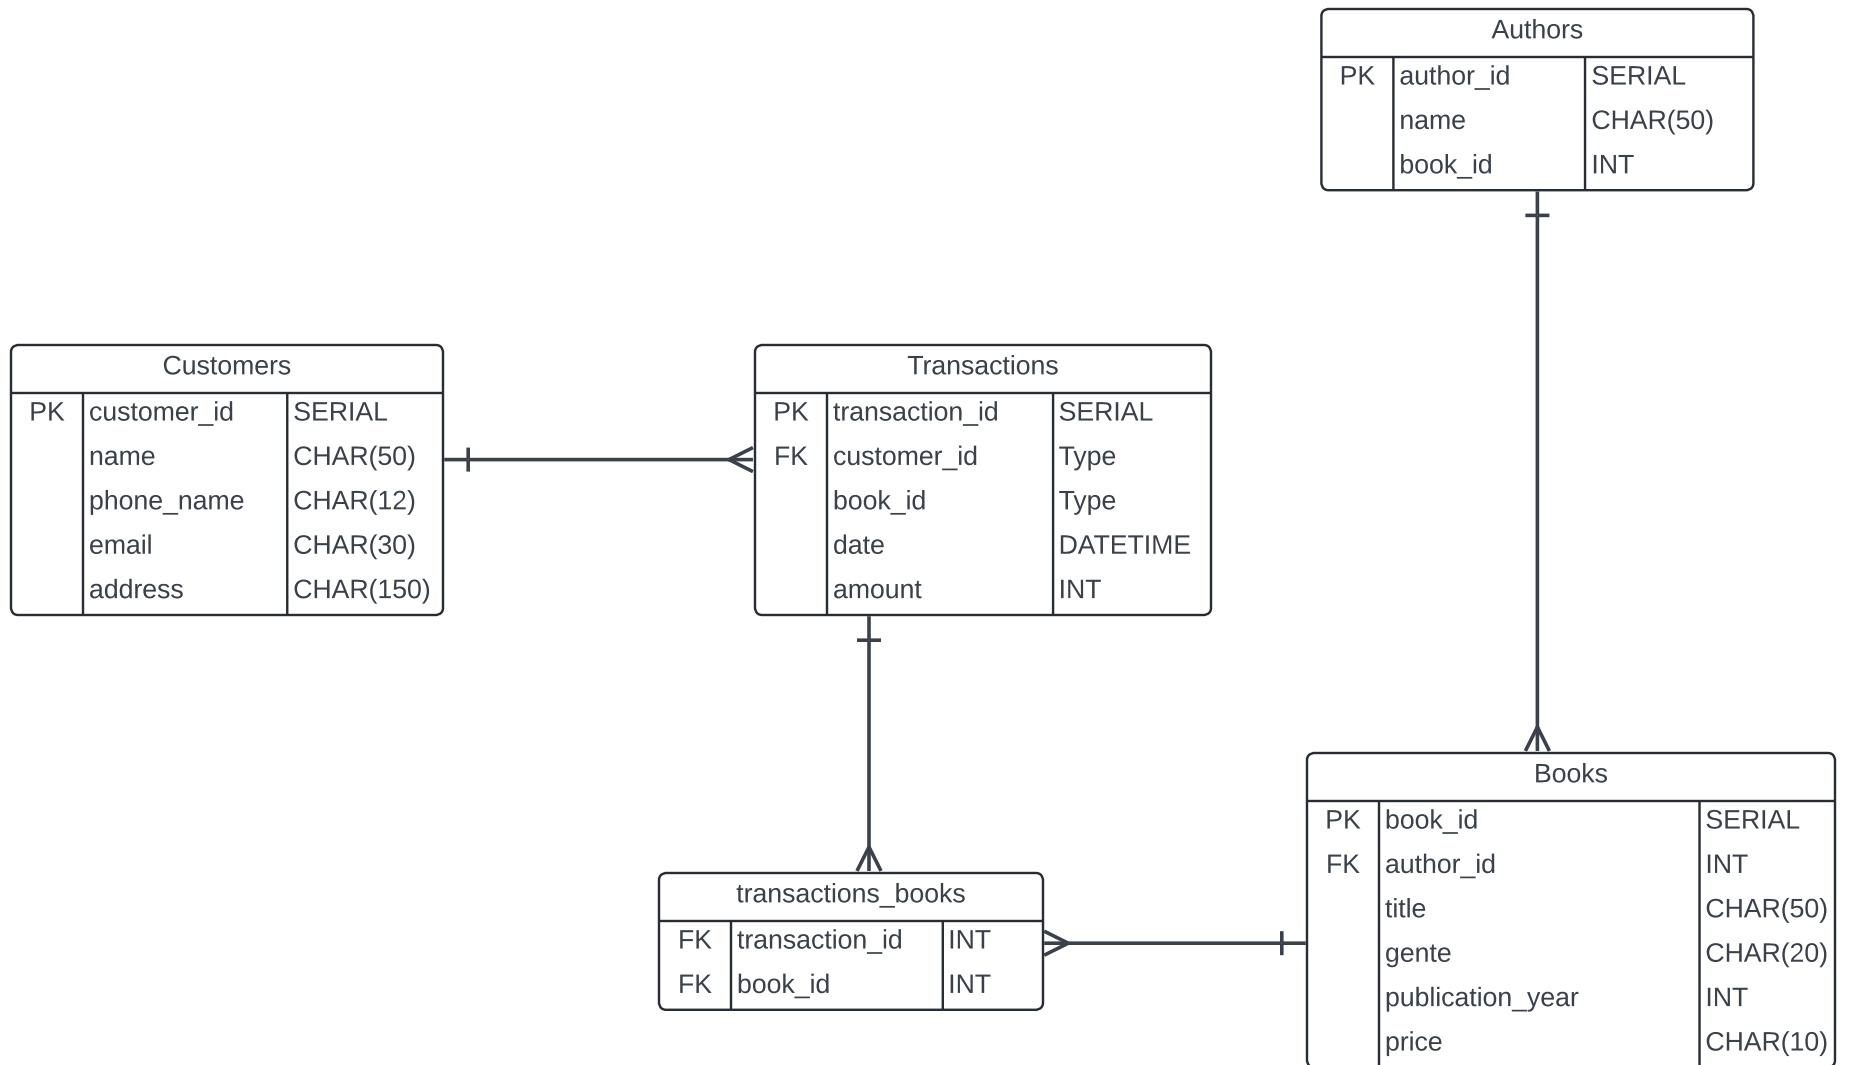 Authors
PK author_id SERIAL
name CHAR(50)
book_id INT
Customers
PK customer_id SERIAL
name CHAR(50)
phone_name CHAR(12)
email CHAR(30)
address CHAR(150)
Transactions
PK transaction_id SERIAL
FK customer_id Type
book_id Type
date DATETIME
amount INT
transactions_books
FK transaction_id INT
FK book_id INT
Books
PK book_id SERIAL
FK author_id INT
title CHAR(50)
gente CHAR(20)
publication_year INT
price CHAR(10)